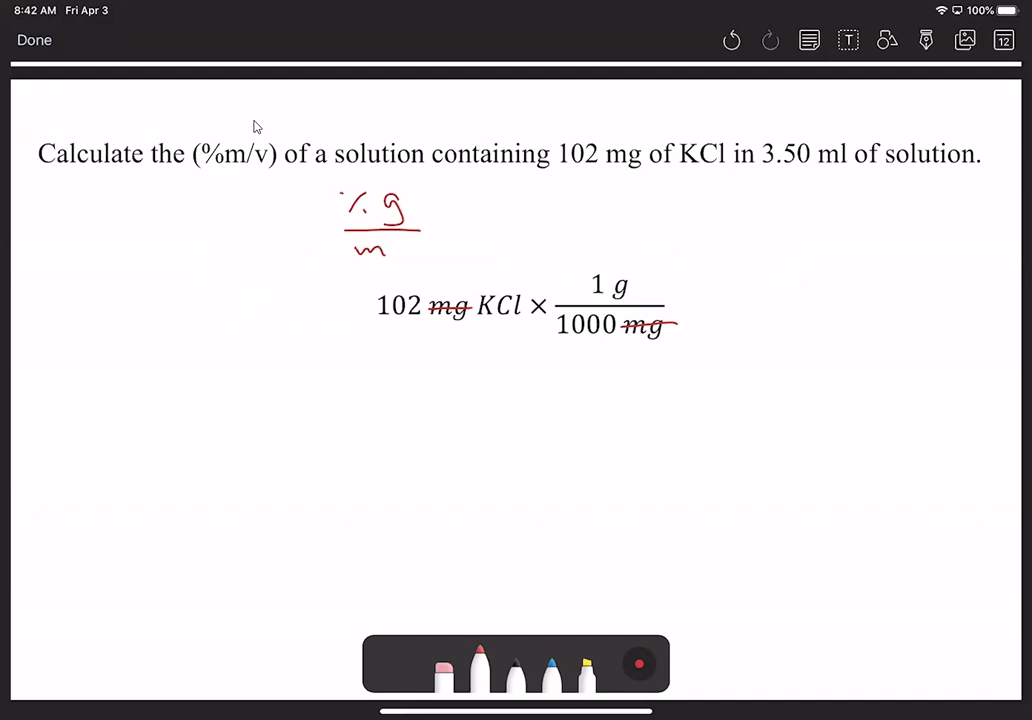 8:42 AM Fri Apr 3 100%
Done
T
12
Calculate the (%m/v) of a solution containing 102 mg of KCl in 3.50 ml of solution.
% g
m
1 g
102 mg KCl ×
1000 mg